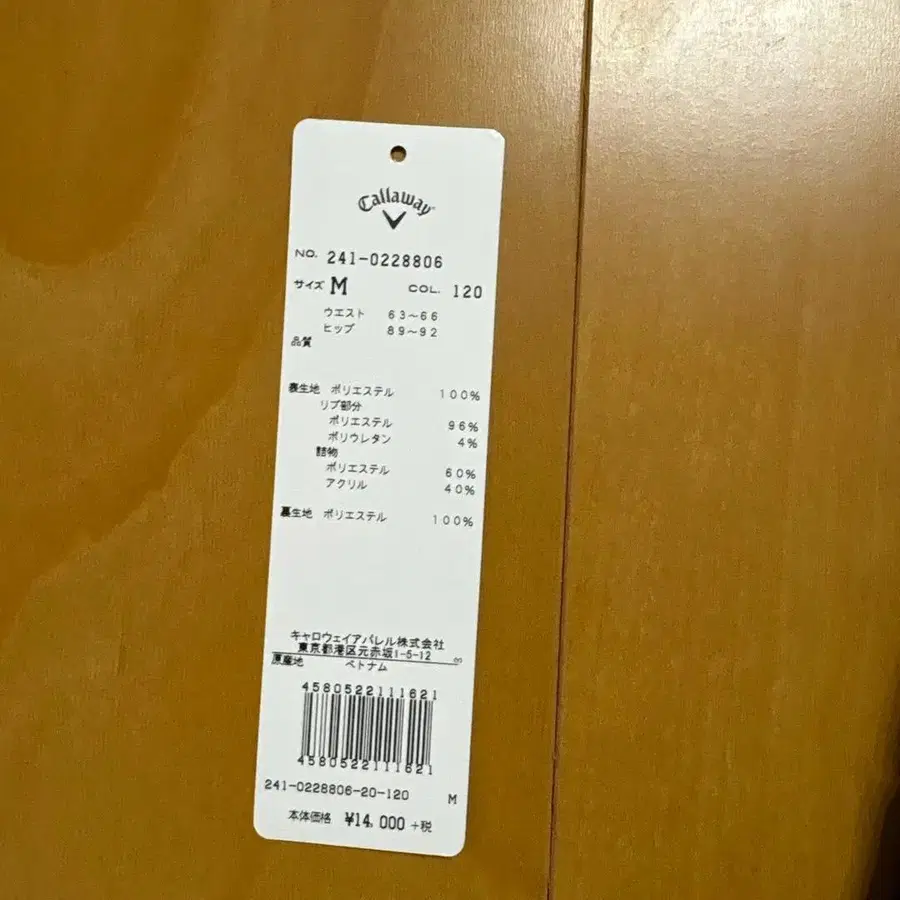 Callaway
NO. 241-0228806
サイズ M COL. 120
ウエスト 63~66
ヒップ 89~92
品質
表生地 ポリエステル 100%
リブ部分
ポリエステル 96%
ポリウレタン 4%
詰物
ポリエステル 60%
アクリル 40%
裏生地 ポリエステル 100%
キャロウェイアパレル株式会社
東京都港区元赤坂1-5-12
原産地 ベトナム
4580522111621
4580522111621
241-0228806-20-120 M
本体価格 ¥14,000 +税